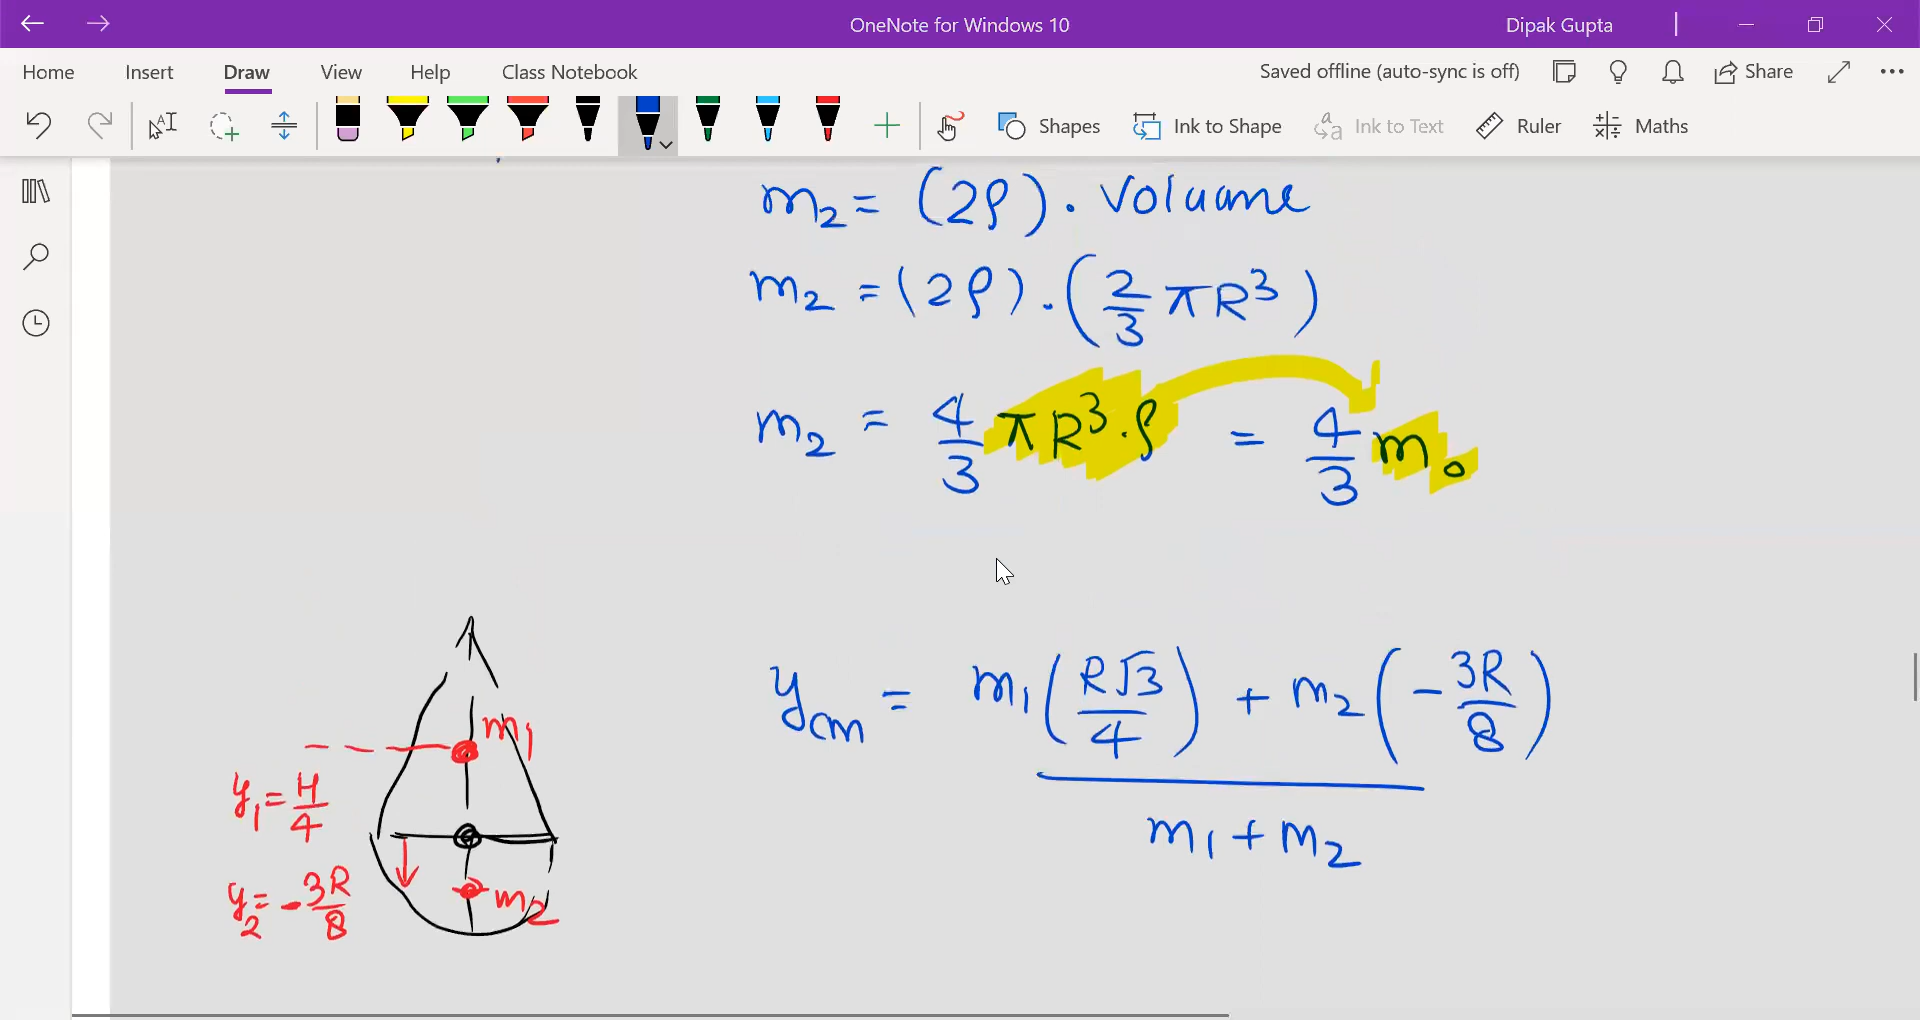 OneNote for Windows 10
Dipak Gupta
Home Insert Draw View Help Class Notebook
Saved offline (auto-sync is off) Share
Shapes Ink to Shape Ink to Text Ruler Maths
m₂ = (2ρ) . Voluame
m₂ = (2ρ) . (2/3 πR³)
m₂ = 4/3 πR³.ρ = 4/3 m₀
y_cm = (m₁(R√3/4) + m₂(-3R/8)) / (m₁ + m₂)
m₁
y₁ = H/4
y₂ = -3R/8
m₂